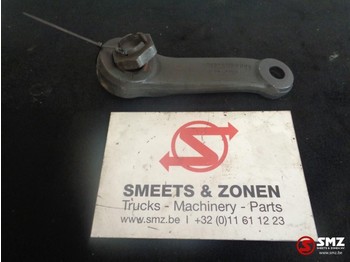 SMEETS & ZONEN
Trucks - Machinery - Parts
www.smz.be | +32 (0)11 61 12 23
SMZ